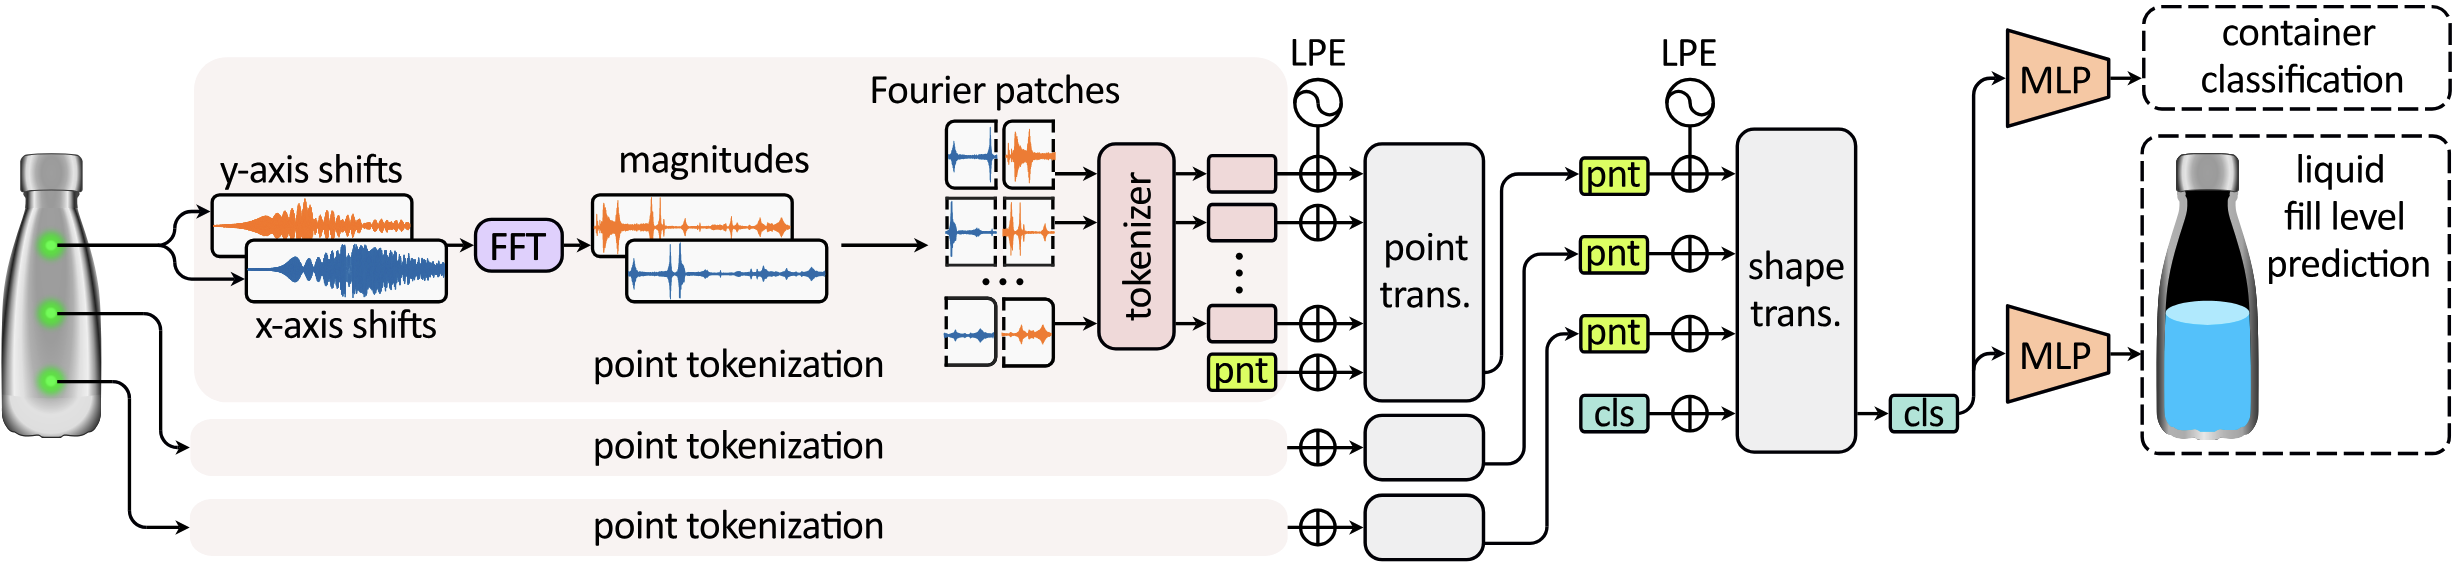 y-axis shifts
x-axis shifts
FFT
magnitudes
Fourier patches
tokenizer
pnt
point tokenization
point tokenization
point tokenization
LPE
point
trans.
pnt
pnt
pnt
cls
LPE
shape
trans.
cls
MLP
MLP
container
classification
liquid
fill level
prediction